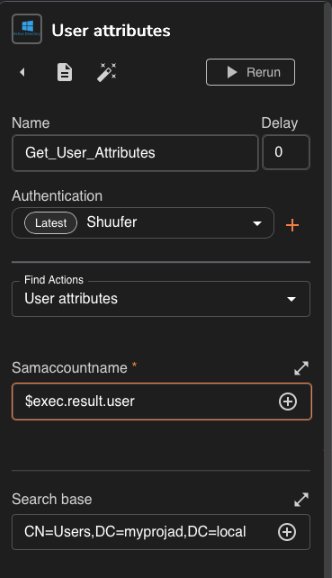 User attributes
Rerun
Name
Delay
Get_User_Attributes
0
Authentication
Latest
Shuufer
Find Actions
User attributes
Samaccountname *
$exec.result.user
Search base
CN=Users,DC=myprojad,DC=local